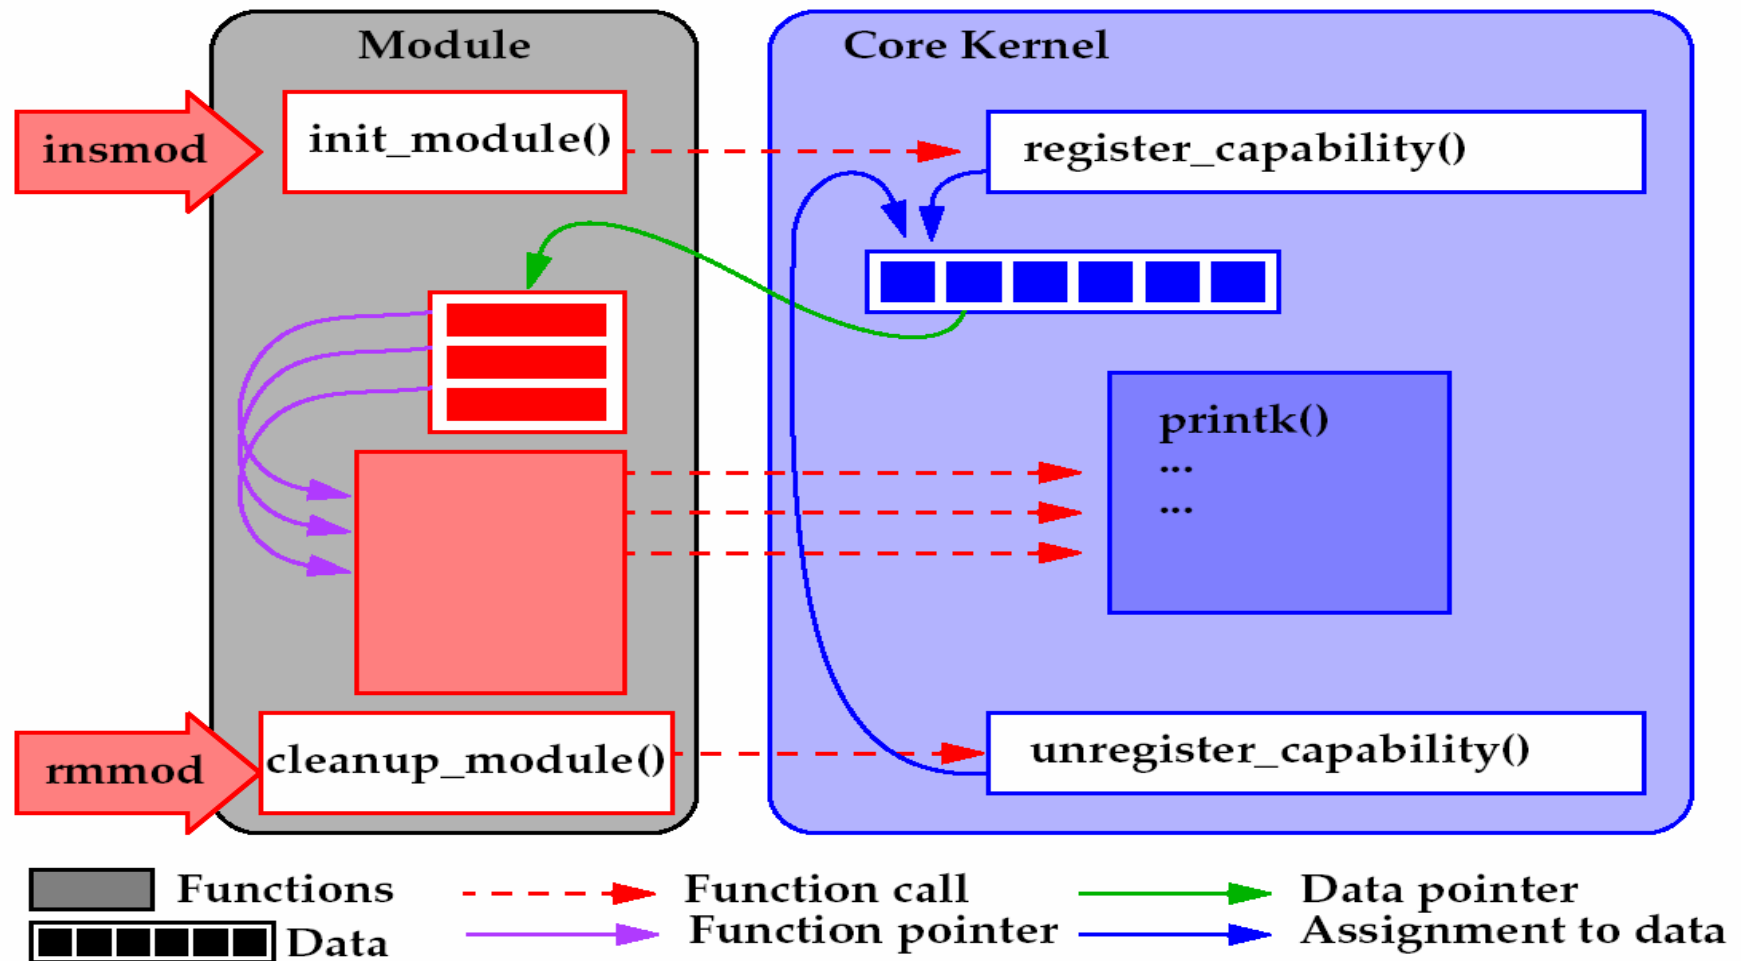 Module
Core Kernel
insmod
init_module()
register_capability()
printk()
...
...
rmmod
cleanup_module()
unregister_capability()
Functions
Function call
Data pointer
Data
Function pointer
Assignment to data